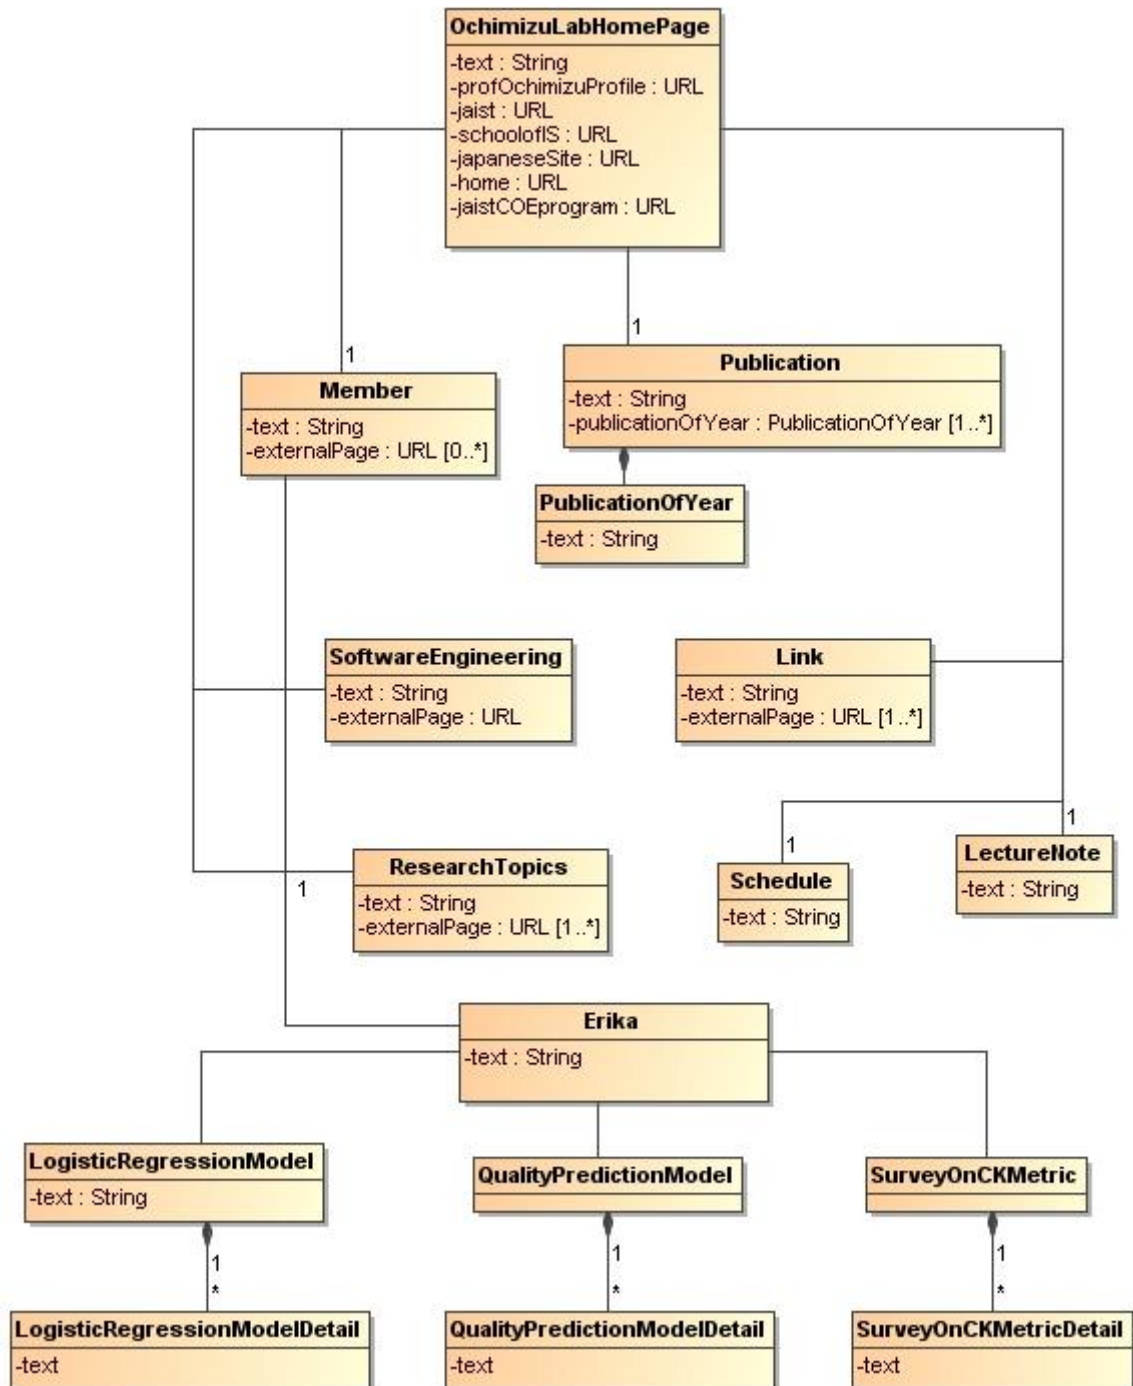 OchimizuLabHomePage
-text : String
-profOchimizuProfile : URL
-jaist : URL
-schoolofIS : URL
-japaneseSite : URL
-home : URL
-jaistCOEprogram : URL
1
1
Member
-text : String
-externalPage : URL [0..*]
Publication
-text : String
-publicationOfYear : PublicationOfYear [1..*]
PublicationOfYear
-text : String
SoftwareEngineering
-text : String
-externalPage : URL
Link
-text : String
-externalPage : URL [1..*]
1
1
ResearchTopics
-text : String
-externalPage : URL [1..*]
1
Schedule
-text : String
LectureNote
-text : String
Erika
-text : String
LogisticRegressionModel
-text : String
QualityPredictionModel
SurveyOnCKMetric
1
*
1
*
1
*
LogisticRegressionModelDetail
-text
QualityPredictionModelDetail
-text
SurveyOnCKMetricDetail
-text